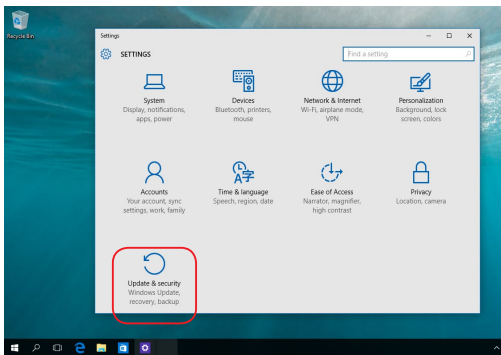 Recycle Bin
Settings
SETTINGS
Find a setting
System
Display, notifications,
apps, power
Devices
Bluetooth, printers,
mouse
Network & Internet
Wi-Fi, airplane mode,
VPN
Personalization
Background, lock
screen, colors
Accounts
Your account, sync
settings, work, family
Time & language
Speech, region, date
Ease of Access
Narrator, magnifier,
high contrast
Privacy
Location, camera
Update & security
Windows Update,
recovery, backup